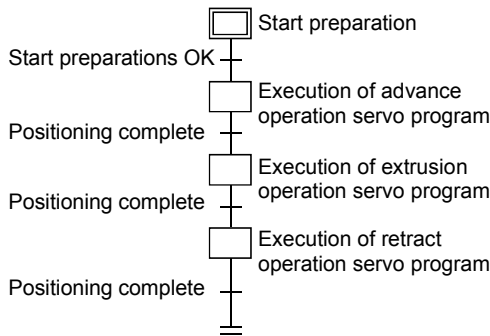 Start preparation
Start preparations OK
Execution of advance
operation servo program
Positioning complete
Execution of extrusion
operation servo program
Positioning complete
Execution of retract
operation servo program
Positioning complete